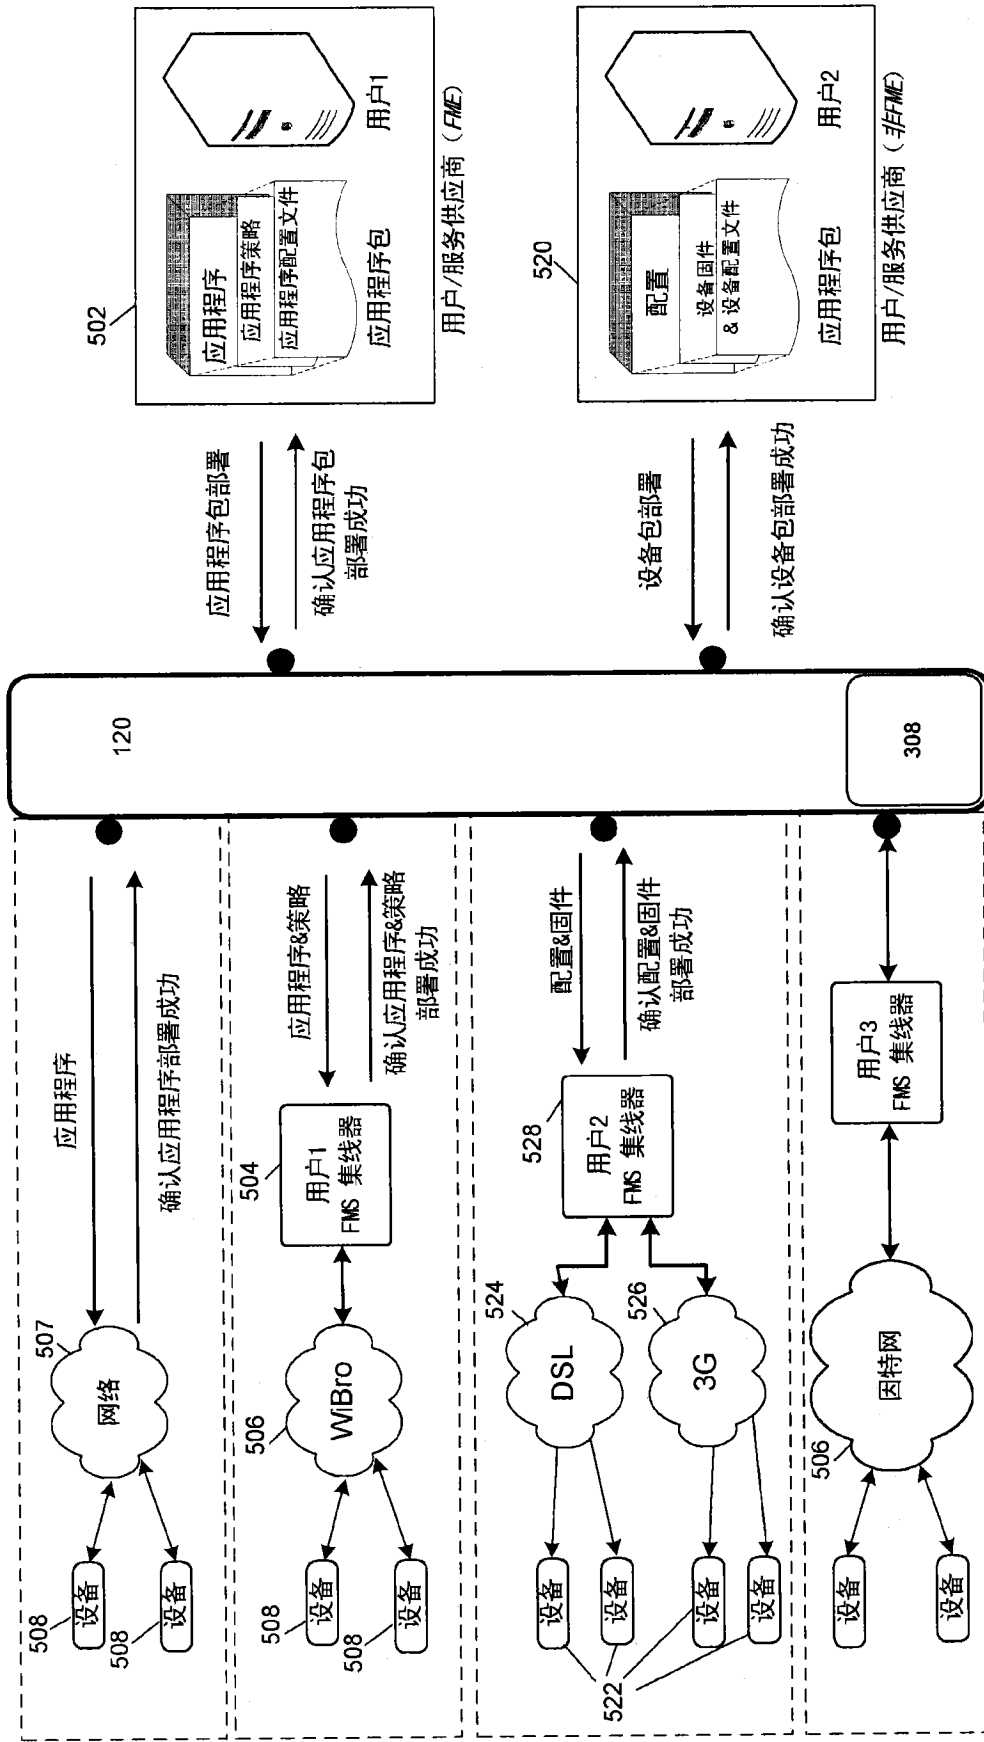 502
应用程序
应用程序策略
应用程序配置文件
应用程序包
用户1
用户/服务供应商（FME）
520
配置
设备固件
& 设备配置文件
应用程序包
用户2
用户/服务供应商（非FME）
应用程序包部署
确认应用程序包
部署成功
设备包部署
确认设备包部署成功
120
308
应用程序
确认应用程序部署成功
507
网络
508
设备
508
设备
应用程序&策略
确认应用程序&策略
部署成功
504
用户1
FMS 集线器
506
WiBro
508
设备
508
设备
配置&固件
确认配置&固件
部署成功
528
用户2
FMS 集线器
524
DSL
526
3G
设备
设备
设备
设备
522
用户3
FMS 集线器
因特网
506
设备
设备